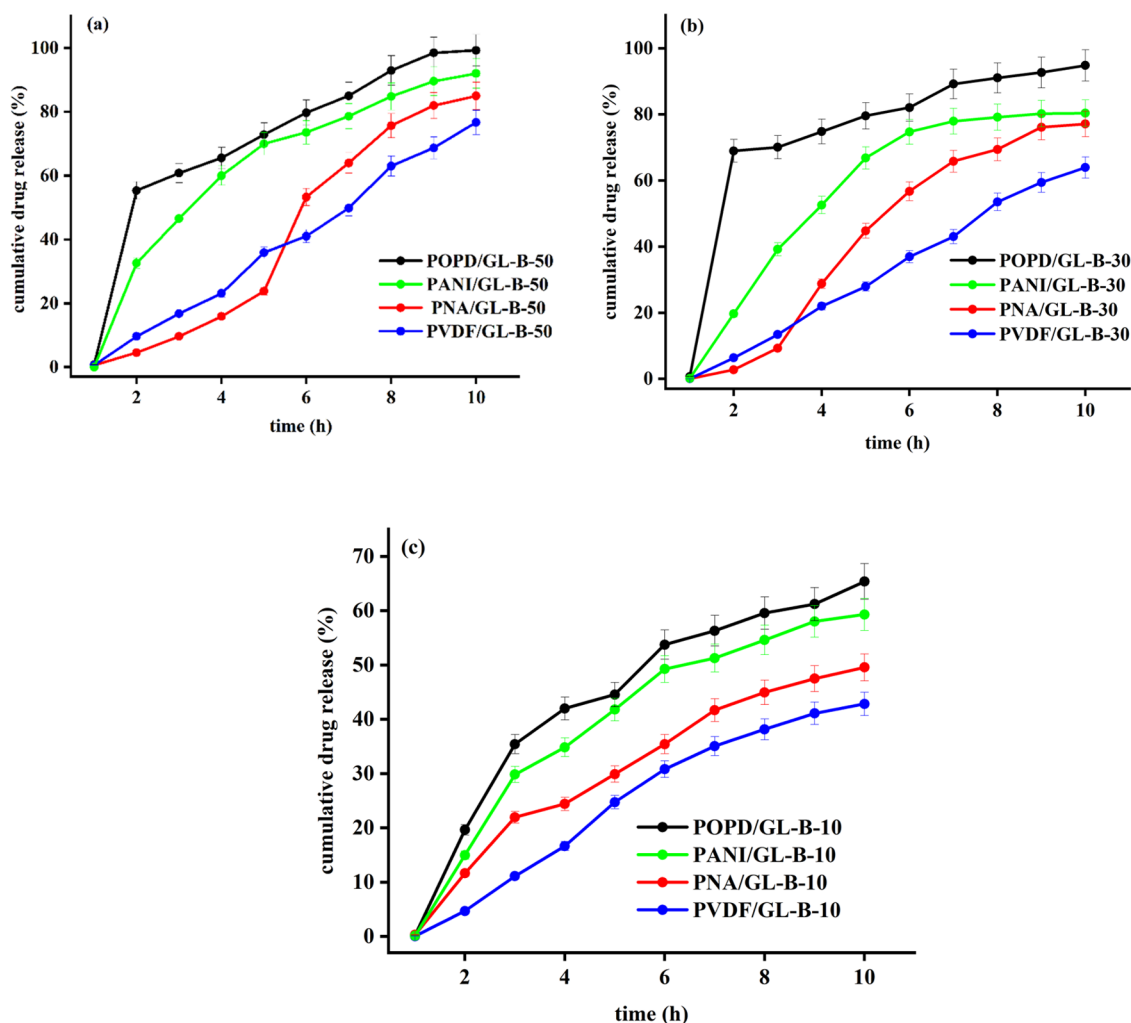 (a)
cumulative drug release (%)
100
80
60
40
20
0
POPD/GL-B-50
PANI/GL-B-50
PNA/GL-B-50
PVDF/GL-B-50
2 4 6 8 10
time (h)
(b)
cumulative drug release (%)
100
80
60
40
20
0
POPD/GL-B-30
PANI/GL-B-30
PNA/GL-B-30
PVDF/GL-B-30
2 4 6 8 10
time (h)
(c)
cumulative drug release (%)
70
60
50
40
30
20
10
0
POPD/GL-B-10
PANI/GL-B-10
PNA/GL-B-10
PVDF/GL-B-10
2 4 6 8 10
time (h)